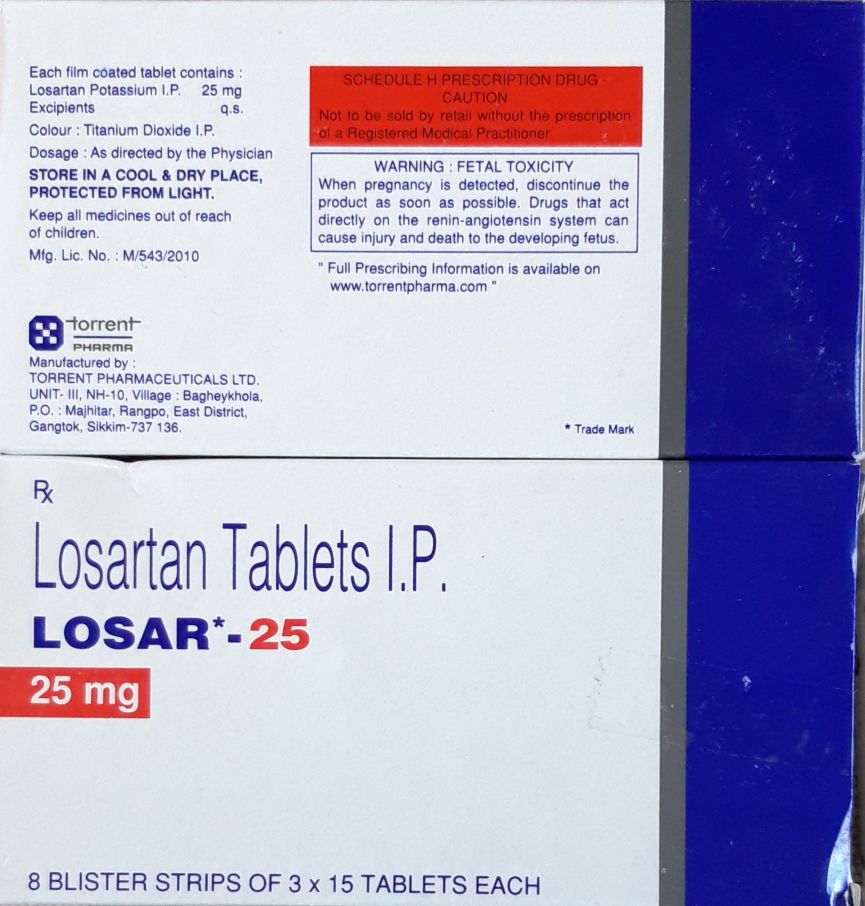 Each film coated tablet contains :
Losartan Potassium I.P. 25 mg
Excipients q.s.
Colour : Titanium Dioxide I.P.
Dosage : As directed by the Physician
STORE IN A COOL & DRY PLACE,
PROTECTED FROM LIGHT.
Keep all medicines out of reach
of children.
Mfg. Lic. No. : M/543/2010
torrent
PHARMA
Manufactured by :
TORRENT PHARMACEUTICALS LTD.
UNIT- III, NH-10, Village : Bagheykhola,
P.O. : Majhitar, Rangpo, East District,
Gangtok, Sikkim-737 136.
SCHEDULE H PRESCRIPTION DRUG -
CAUTION
Not to be sold by retail without the prescription
of a Registered Medical Practitioner
WARNING : FETAL TOXICITY
When pregnancy is detected, discontinue the
product as soon as possible. Drugs that act
directly on the renin-angiotensin system can
cause injury and death to the developing fetus.
" Full Prescribing Information is available on
www.torrentpharma.com "
* Trade Mark
Rx
Losartan Tablets I.P.
LOSAR*-25
25 mg
8 BLISTER STRIPS OF 3 x 15 TABLETS EACH